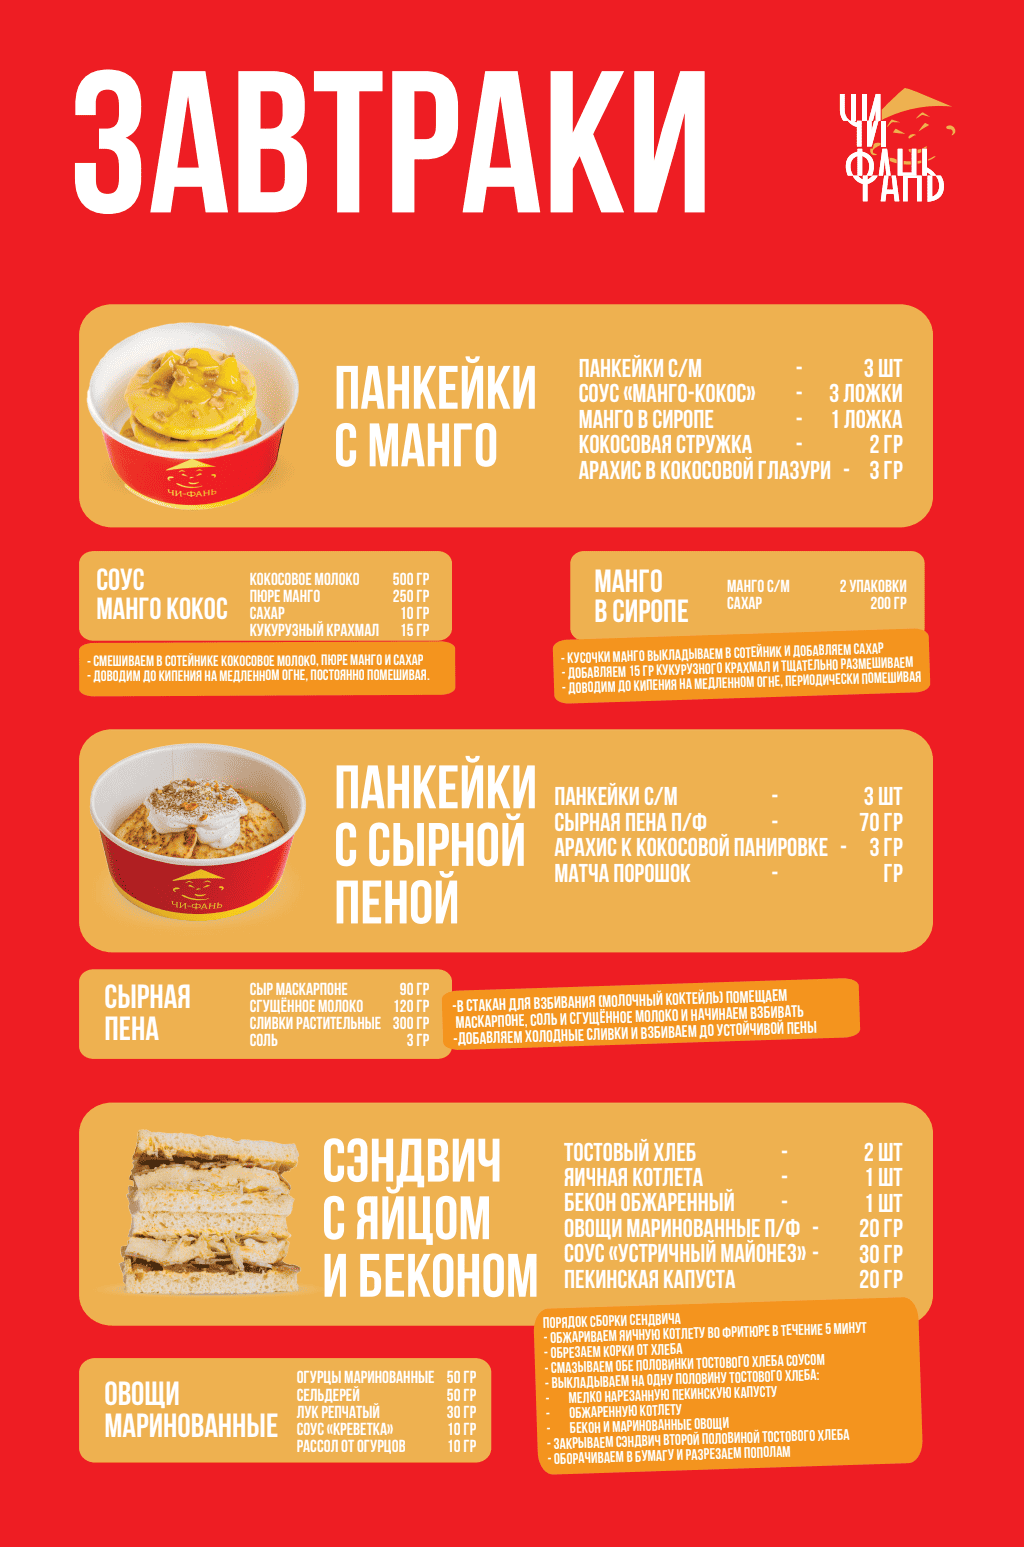 ЗАВТРАКИ
ЧИ
ЧИ
ФАНЬ
ФАНЬ
ПАНКЕЙКИ
С МАНГО
ПАНКЕЙКИ С/М - 3 ШТ
СОУС «МАНГО-КОКОС» - 3 ЛОЖКИ
МАНГО В СИРОПЕ - 1 ЛОЖКА
КОКОСОВАЯ СТРУЖКА - 2 ГР
АРАХИС В КОКОСОВОЙ ГЛАЗУРИ - 3 ГР
ЧИ-ФАНЬ
СОУС
МАНГО КОКОС
КОКОСОВОЕ МОЛОКО 500 ГР
ПЮРЕ МАНГО 250 ГР
САХАР 10 ГР
КУКУРУЗНЫЙ КРАХМАЛ 15 ГР
- СМЕШИВАЕМ В СОТЕЙНИКЕ КОКОСОВОЕ МОЛОКО, ПЮРЕ МАНГО И САХАР
- ДОВОДИМ ДО КИПЕНИЯ НА МЕДЛЕННОМ ОГНЕ, ПОСТОЯННО ПОМЕШИВАЯ.
МАНГО
В СИРОПЕ
МАНГО С/М 2 УПАКОВКИ
САХАР 200 ГР
- КУСОЧКИ МАНГО ВЫКЛАДЫВАЕМ В СОТЕЙНИК И ДОБАВЛЯЕМ САХАР
- ДОБАВЛЯЕМ 15 ГР КУКУРУЗНОГО КРАХМАЛ И ТЩАТЕЛЬНО РАЗМЕШИВАЕМ
- ДОВОДИМ ДО КИПЕНИЯ НА МЕДЛЕННОМ ОГНЕ, ПЕРИОДИЧЕСКИ ПОМЕШИВАЯ
ПАНКЕЙКИ
С СЫРНОЙ
ПЕНОЙ
ПАНКЕЙКИ С/М - 3 ШТ
СЫРНАЯ ПЕНА П/Ф - 70 ГР
АРАХИС К КОКОСОВОЙ ПАНИРОВКЕ - 3 ГР
МАТЧА ПОРОШОК - ГР
ЧИ-ФАНЬ
СЫРНАЯ
ПЕНА
СЫР МАСКАРПОНЕ 90 ГР
СГУЩЁННОЕ МОЛОКО 120 ГР
СЛИВКИ РАСТИТЕЛЬНЫЕ 300 ГР
СОЛЬ 3 ГР
-В СТАКАН ДЛЯ ВЗБИВАНИЯ (МОЛОЧНЫЙ КОКТЕЙЛЬ) ПОМЕЩАЕМ
МАСКАРПОНЕ, СОЛЬ И СГУЩЁННОЕ МОЛОКО И НАЧИНАЕМ ВЗБИВАТЬ
-ДОБАВЛЯЕМ ХОЛОДНЫЕ СЛИВКИ И ВЗБИВАЕМ ДО УСТОЙЧИВОЙ ПЕНЫ
СЭНДВИЧ
С ЯЙЦОМ
И БЕКОНОМ
ТОСТОВЫЙ ХЛЕБ - 2 ШТ
ЯИЧНАЯ КОТЛЕТА - 1 ШТ
БЕКОН ОБЖАРЕННЫЙ - 1 ШТ
ОВОЩИ МАРИНОВАННЫЕ П/Ф - 20 ГР
СОУС «УСТРИЧНЫЙ МАЙОНЕЗ» - 30 ГР
ПЕКИНСКАЯ КАПУСТА 20 ГР
ПОРЯДОК СБОРКИ СЕНДВИЧА
- ОБЖАРИВАЕМ ЯИЧНУЮ КОТЛЕТУ ВО ФРИТЮРЕ В ТЕЧЕНИЕ 5 МИНУТ
- ОБРЕЗАЕМ КОРКИ ОТ ХЛЕБА
- СМАЗЫВАЕМ ОБЕ ПОЛОВИНКИ ТОСТОВОГО ХЛЕБА СОУСОМ
- ВЫКЛАДЫВАЕМ НА ОДНУ ПОЛОВИНУ ТОСТОВОГО ХЛЕБА:
- МЕЛКО НАРЕЗАННУЮ ПЕКИНСКУЮ КАПУСТУ
- ОБЖАРЕННУЮ КОТЛЕТУ
- БЕКОН И МАРИНОВАННЫЕ ОВОЩИ
- ЗАКРЫВАЕМ СЭНДВИЧ ВТОРОЙ ПОЛОВИНОЙ ТОСТОВОГО ХЛЕБА
- ОБОРАЧИВАЕМ В БУМАГУ И РАЗРЕЗАЕМ ПОПОЛАМ
ОВОЩИ
МАРИНОВАННЫЕ
ОГУРЦЫ МАРИНОВАННЫЕ 50 ГР
СЕЛЬДЕРЕЙ 50 ГР
ЛУК РЕПЧАТЫЙ 30 ГР
СОУС «КРЕВЕТКА» 10 ГР
РАССОЛ ОТ ОГУРЦОВ 10 ГР